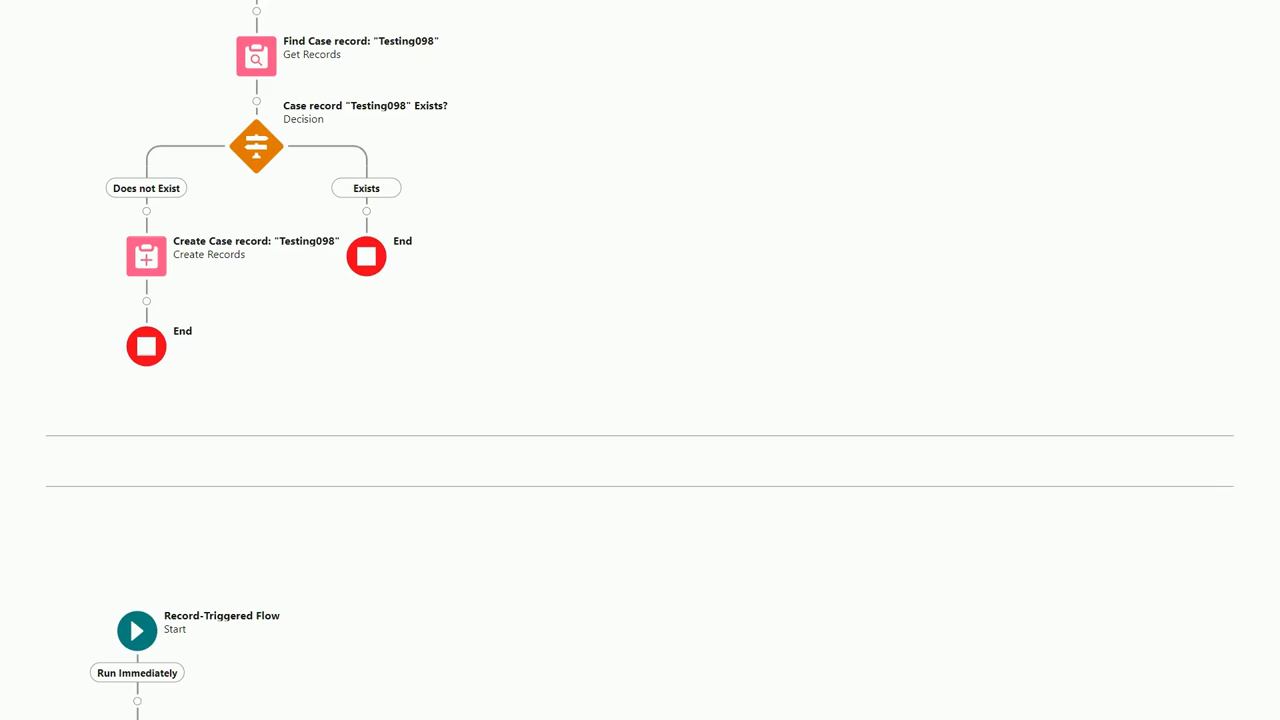 Find Case record: "Testing098"
Get Records
Case record "Testing098" Exists?
Decision
Does not Exist
Exists
Create Case record: "Testing098"
Create Records
End
End
Record-Triggered Flow
Start
Run Immediately